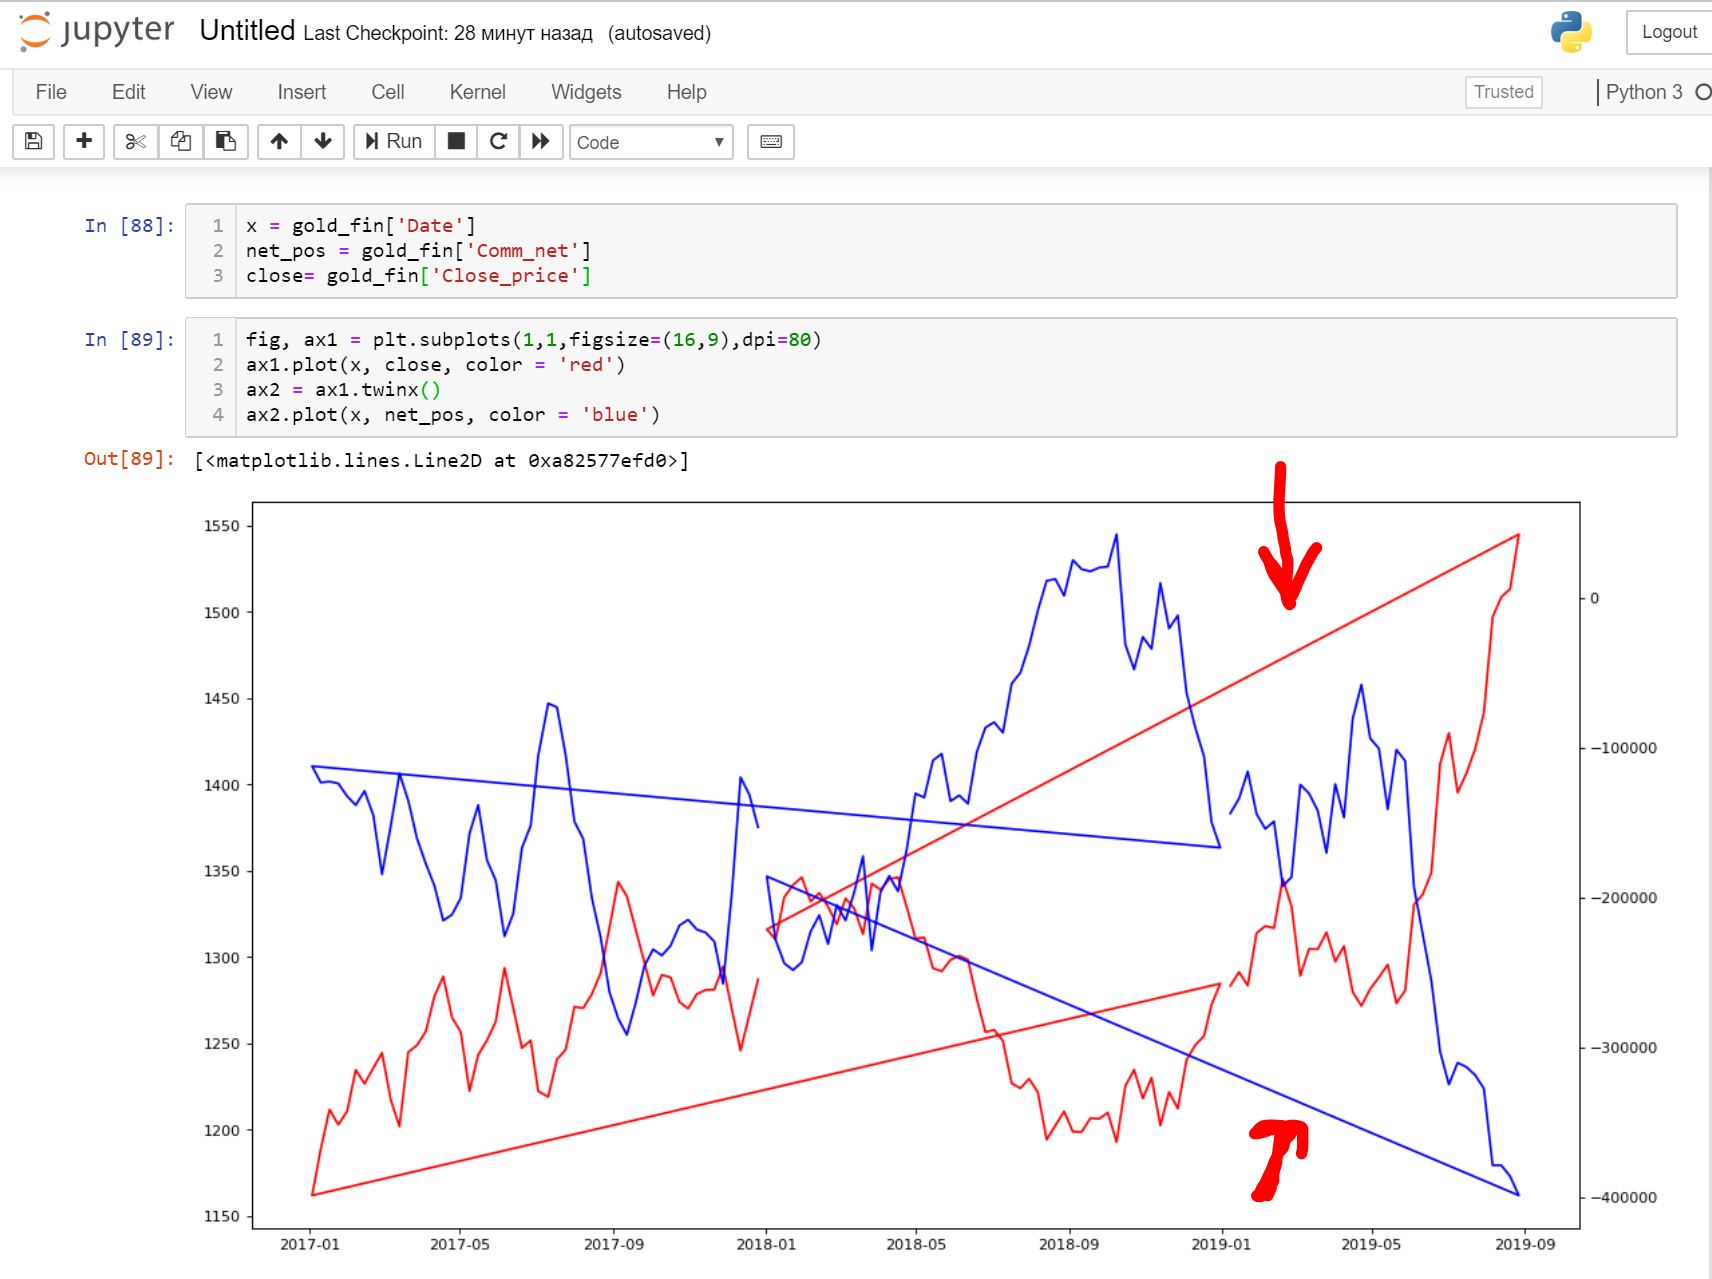 jupyter Untitled Last Checkpoint: 28 минут назад (autosaved) Logout
File Edit View Insert Cell Kernel Widgets Help Trusted Python 3
Run Code
In [88]:
1 x = gold_fin['Date']
2 net_pos = gold_fin['Comm_net']
3 close= gold_fin['Close_price']
In [89]:
1 fig, ax1 = plt.subplots(1,1,figsize=(16,9),dpi=80)
2 ax1.plot(x, close, color = 'red')
3 ax2 = ax1.twinx()
4 ax2.plot(x, net_pos, color = 'blue')
Out[89]: [<matplotlib.lines.Line2D at 0xa82577efd0>]
1550
1500
1450
1400
1350
1300
1250
1200
1150
0
−100000
−200000
−300000
−400000
2017-01 2017-05 2017-09 2018-01 2018-05 2018-09 2019-01 2019-05 2019-09